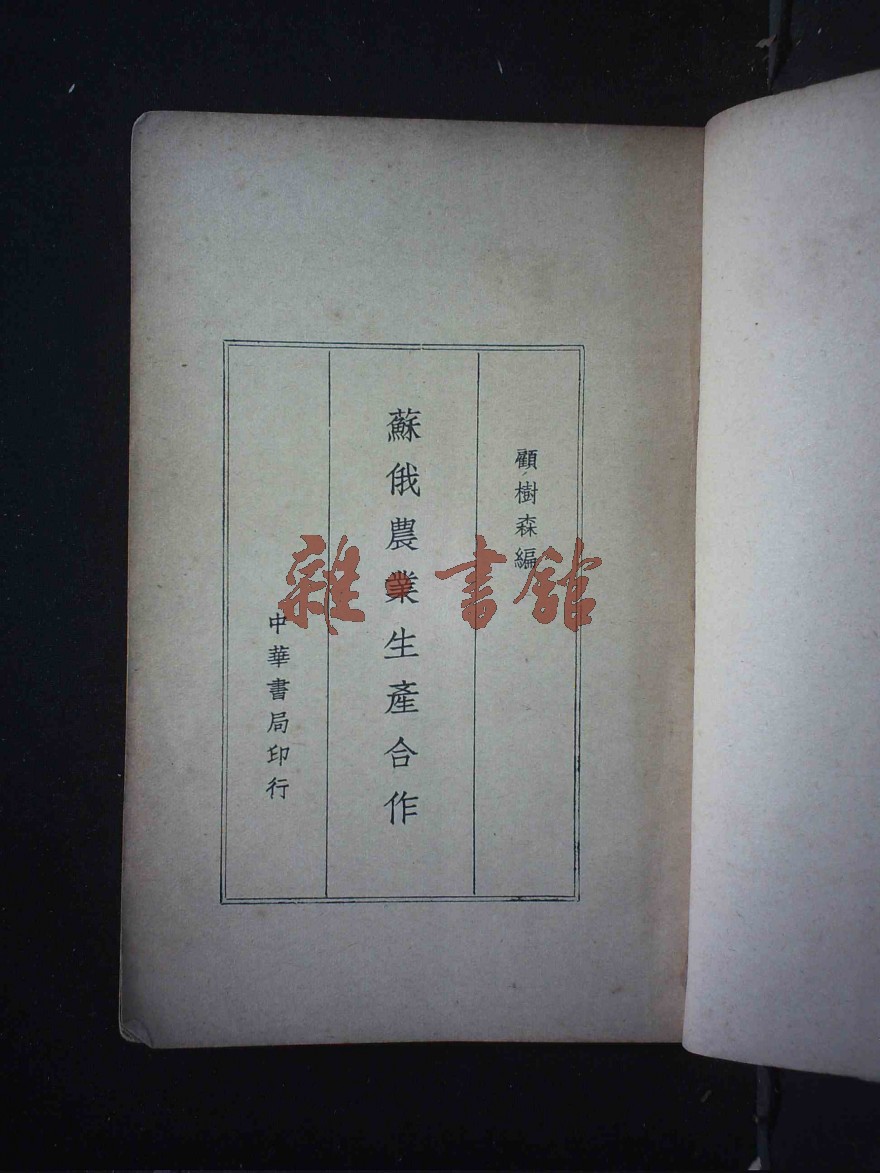 顧樹森編
蘇俄農業生產合作
中華書局印行
雜書館